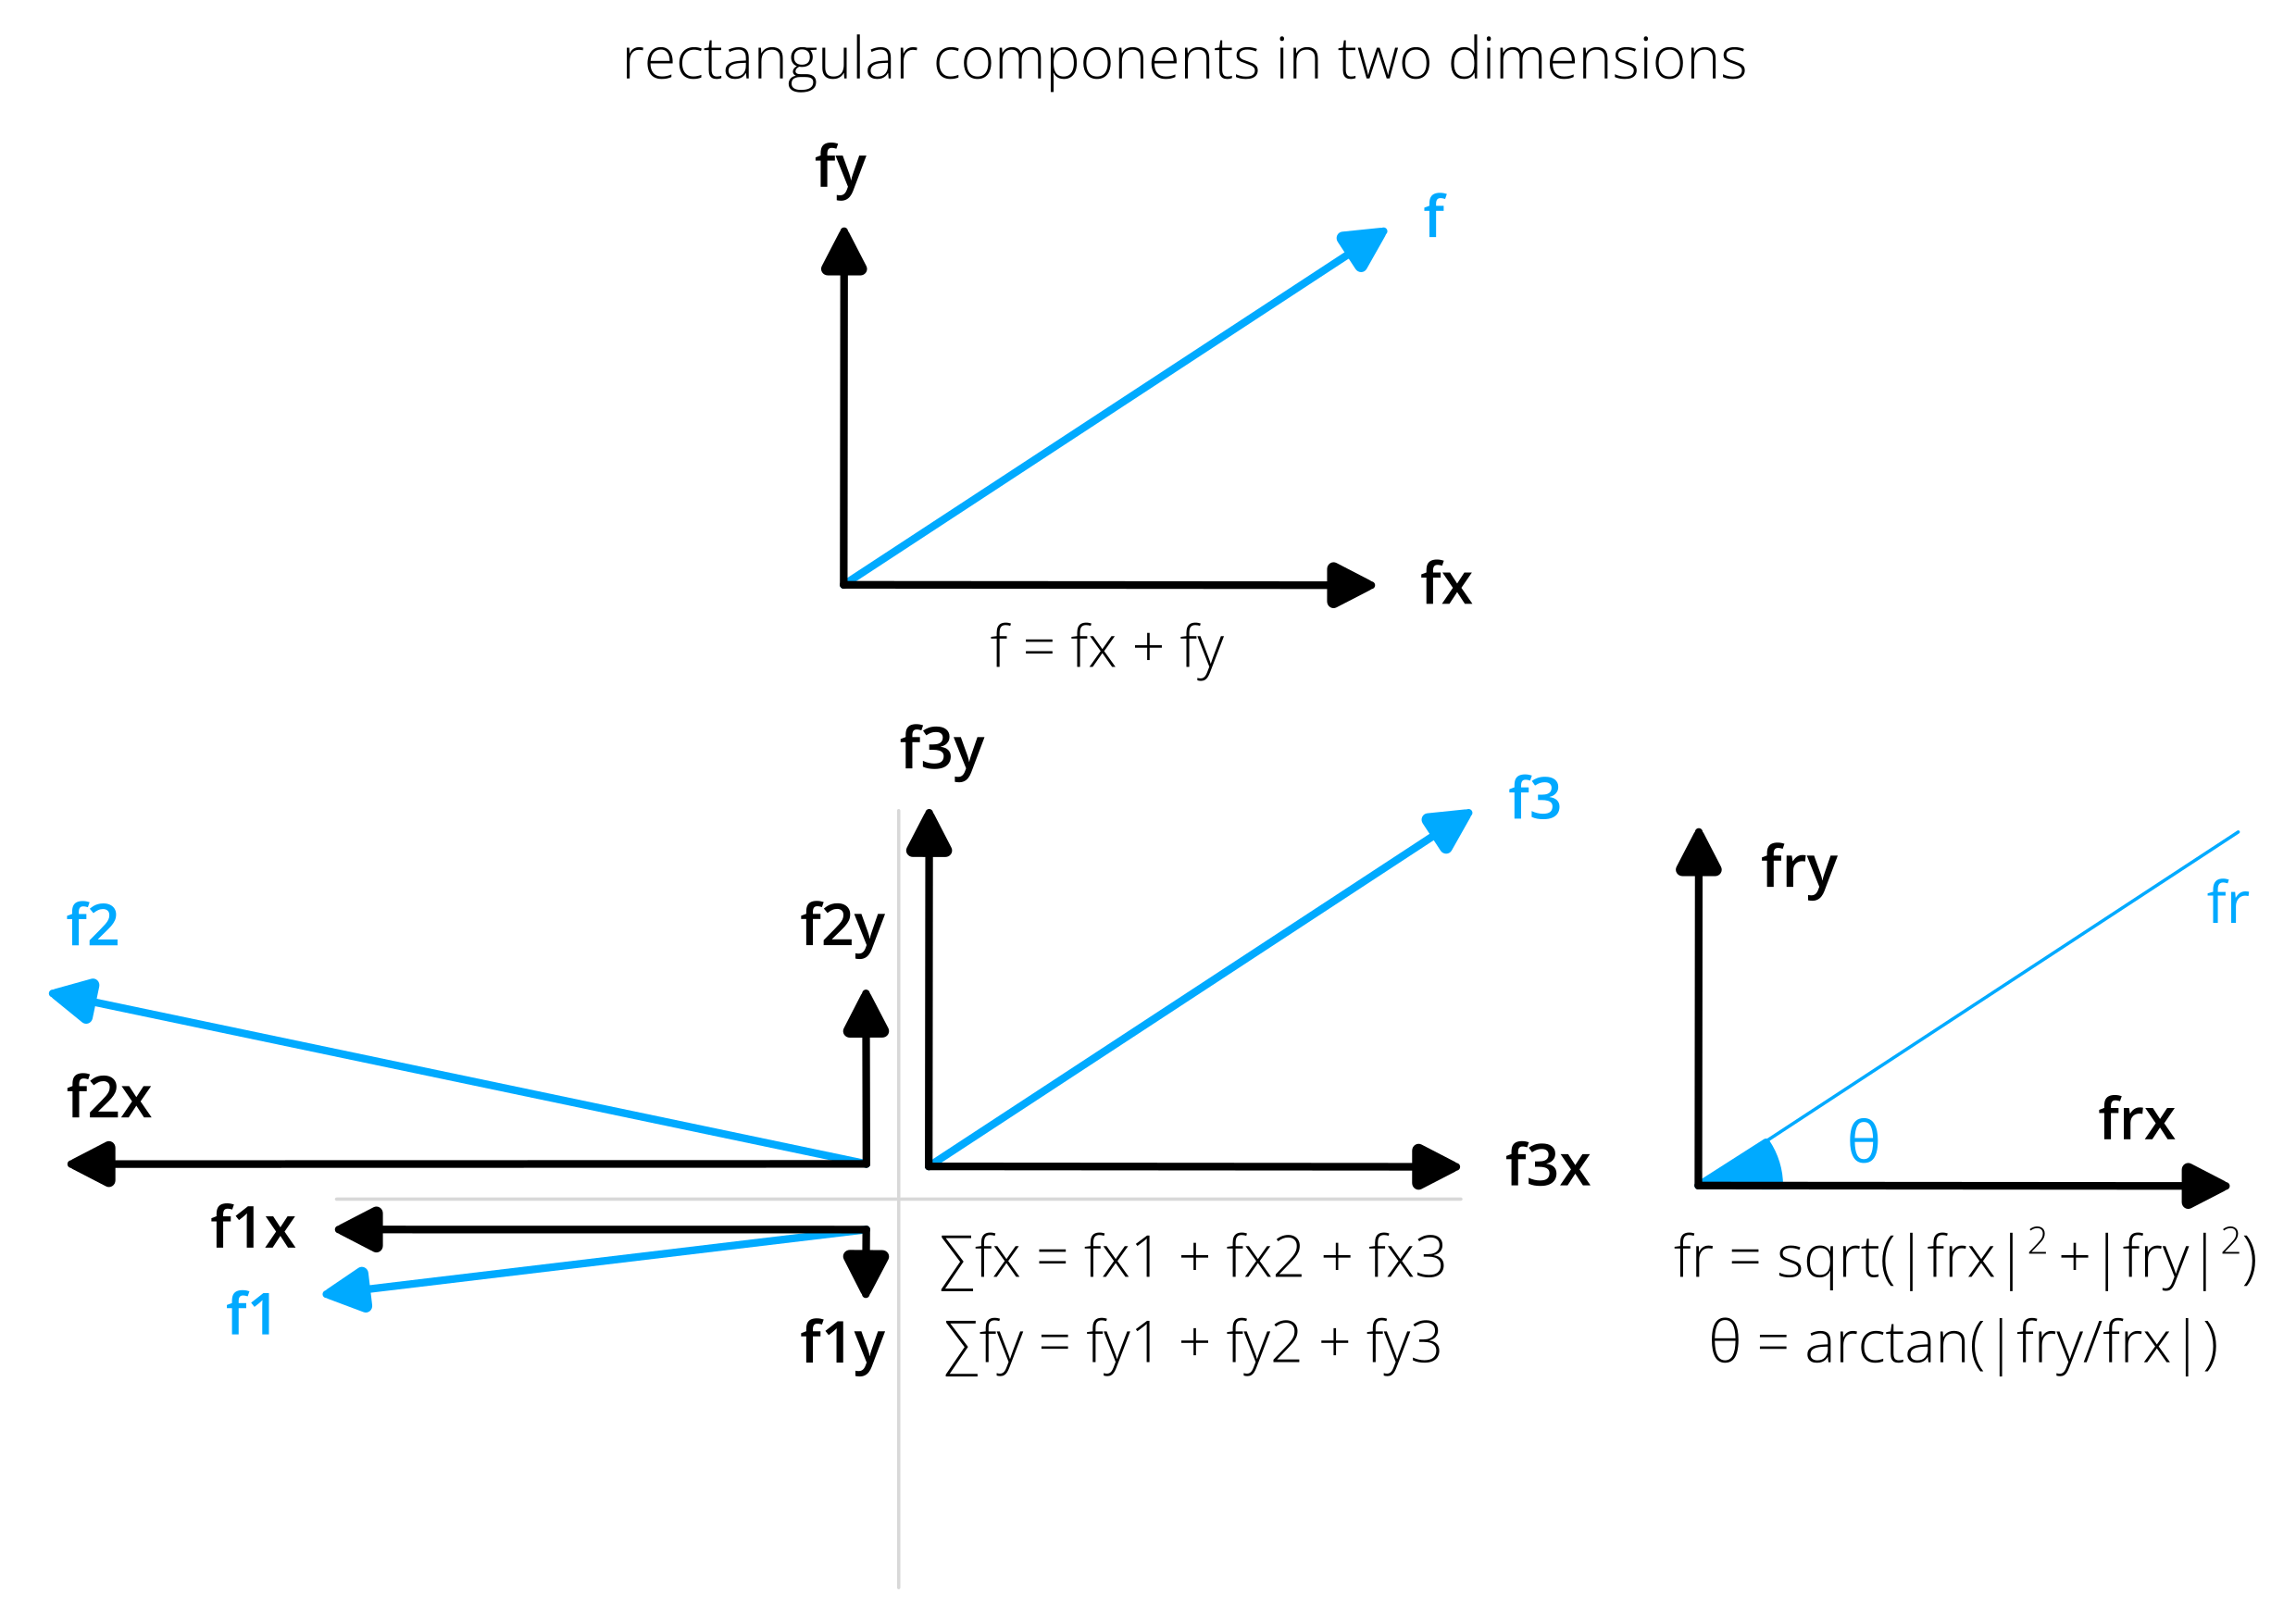 rectangular components in two dimensions
fy
f
fx
f = fx + fy
f3y
f3
f2
f2y
fry
fr
f2x
frx
θ
f3x
f1x
f1
f1y
∑fx = fx1 + fx2 + fx3
∑fy = fy1 + fy2 + fy3
fr = sqrt(|frx|² +|fry|²)
θ = arctan(|fry/frx|)